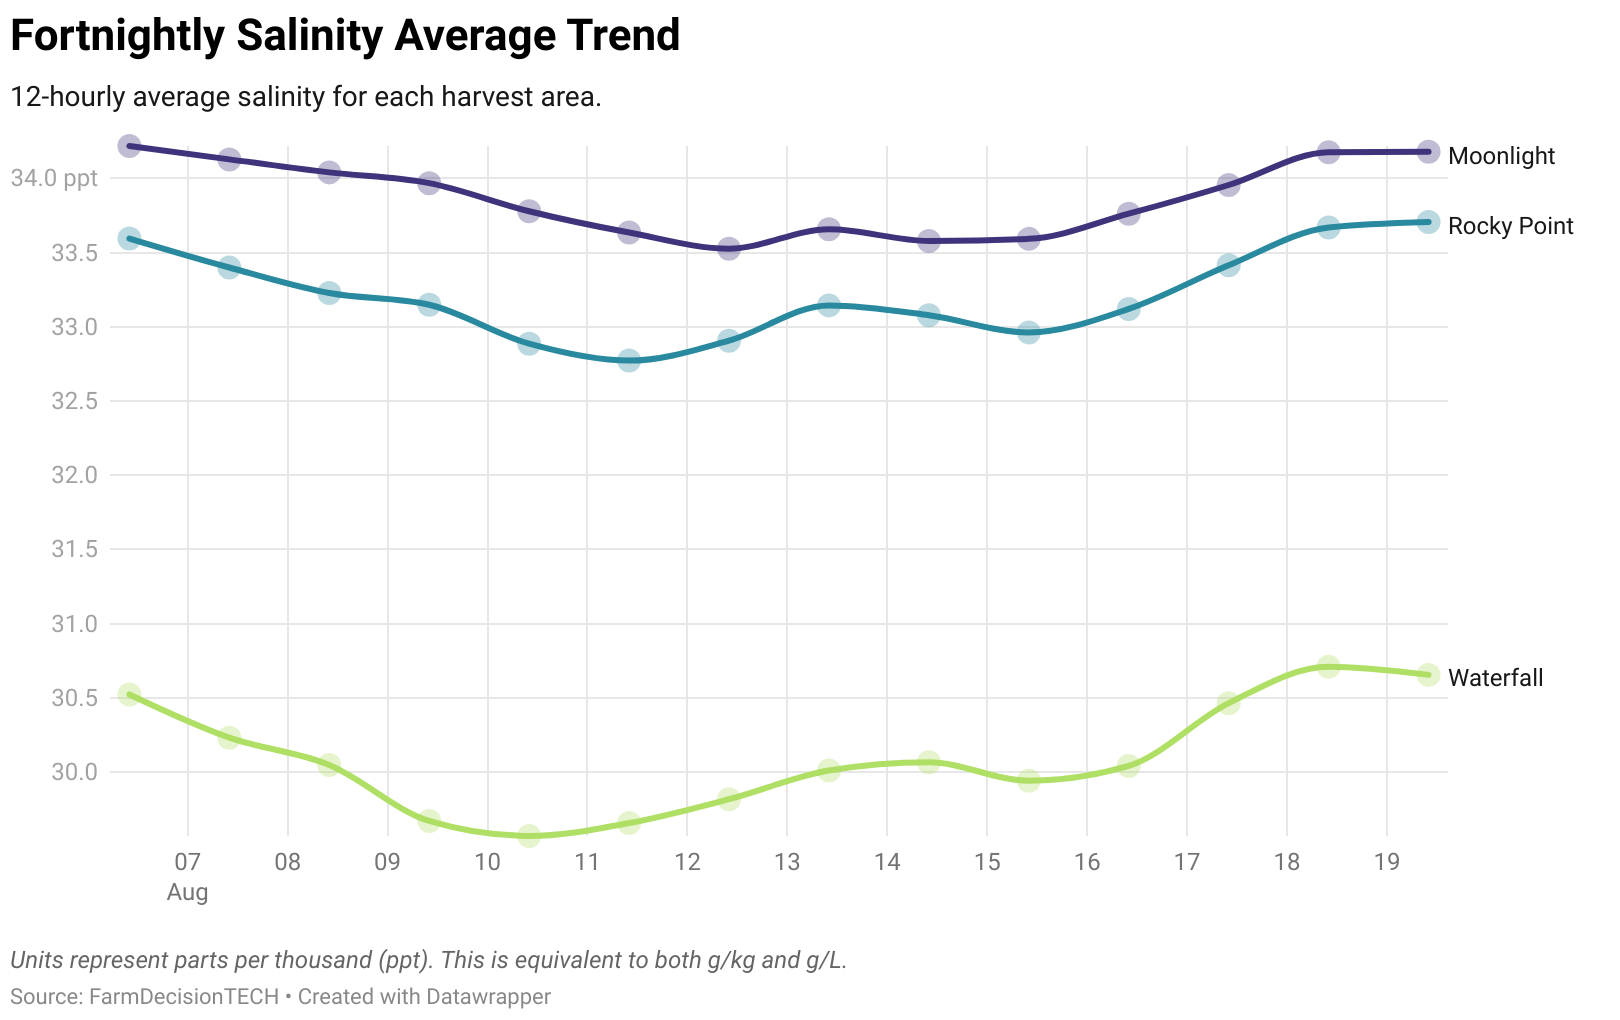 Fortnightly Salinity Average Trend
12-hourly average salinity for each harvest area.
34.0 ppt
33.5
33.0
32.5
32.0
31.5
31.0
30.5
30.0
Moonlight
Rocky Point
Waterfall
07 08 09 10 11 12 13 14 15 16 17 18 19
Aug
Units represent parts per thousand (ppt). This is equivalent to both g/kg and g/L.
Source: FarmDecisionTECH • Created with Datawrapper